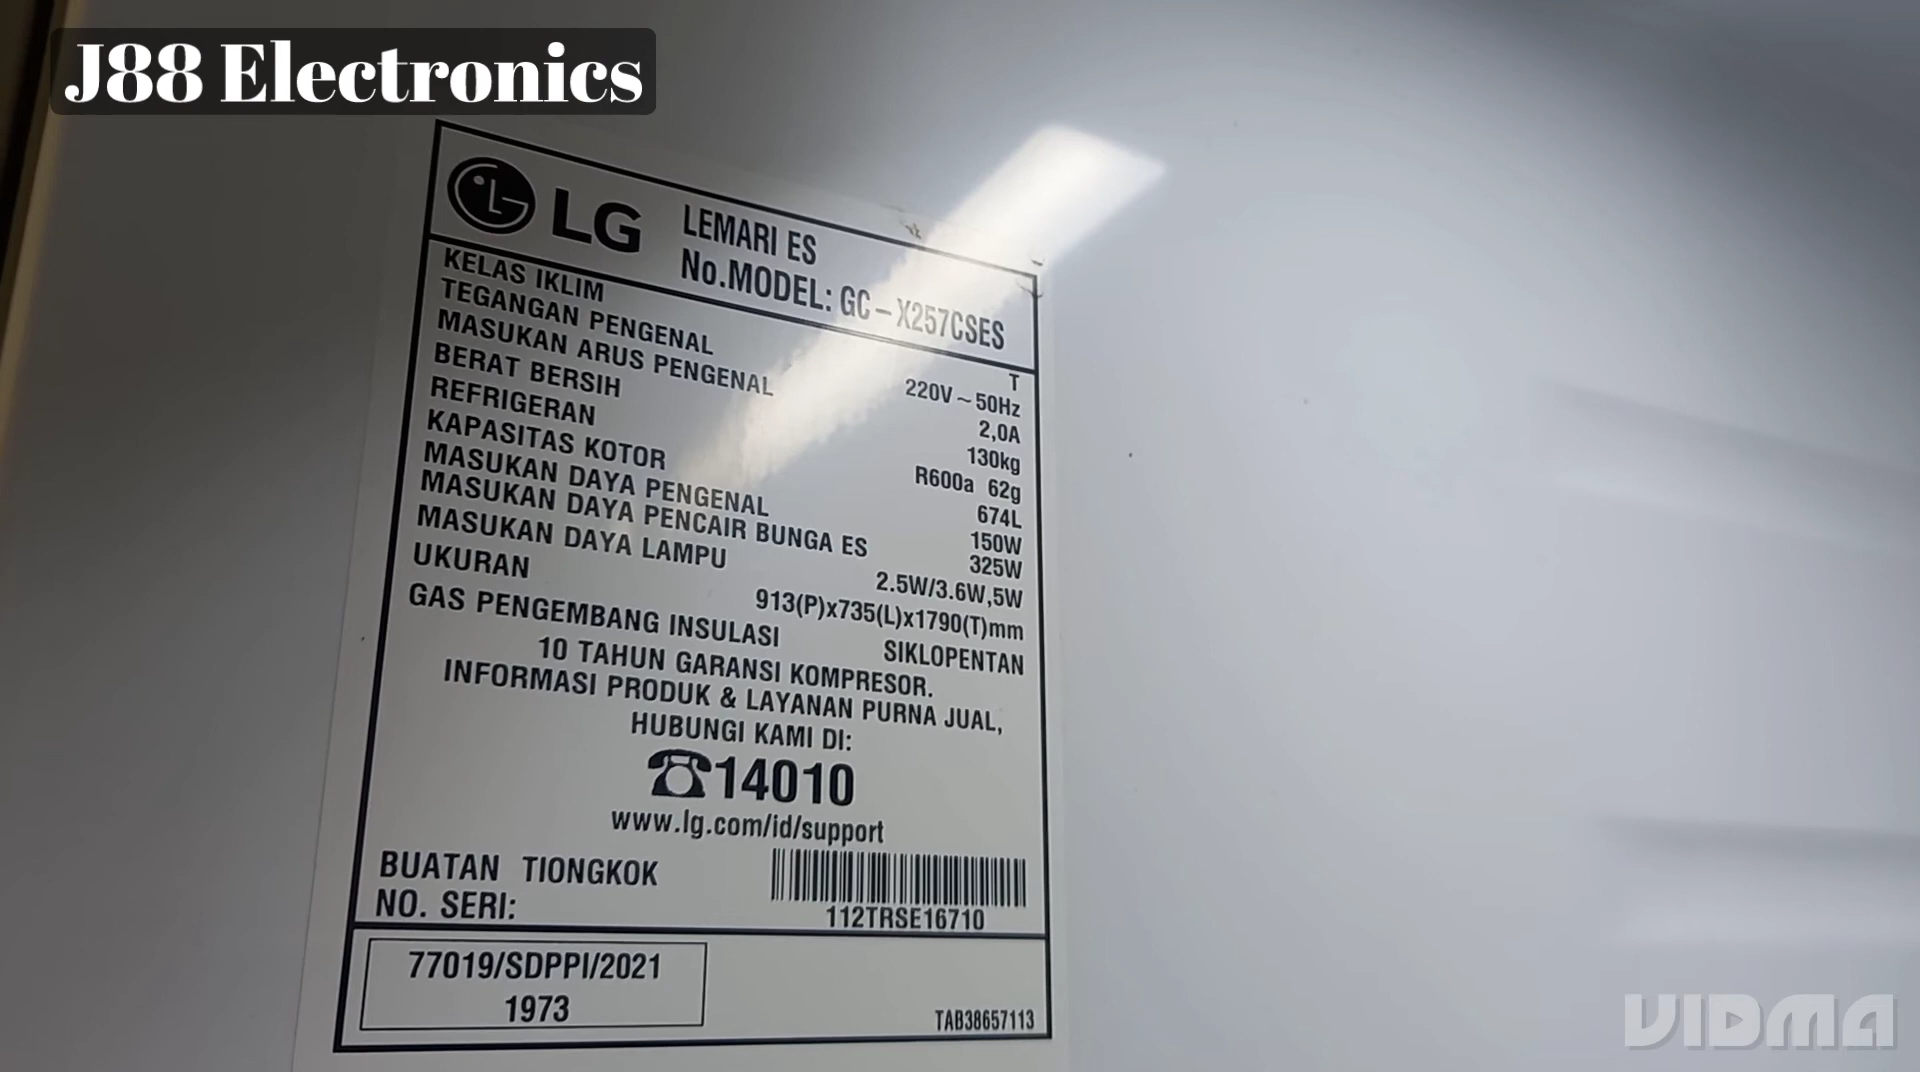 J88 Electronics
LG
LEMARI ES
No.MODEL: GC-X257CSES
KELAS IKLIM T
TEGANGAN PENGENAL 220V~50Hz
MASUKAN ARUS PENGENAL 2,0A
BERAT BERSIH 130kg
REFRIGERAN R600a 62g
KAPASITAS KOTOR 674L
MASUKAN DAYA PENGENAL 150W
MASUKAN DAYA PENCAIR BUNGA ES 325W
MASUKAN DAYA LAMPU 2.5W/3.6W,5W
UKURAN 913(P)x735(L)x1790(T)mm
GAS PENGEMBANG INSULASI SIKLOPENTAN
10 TAHUN GARANSI KOMPRESOR.
INFORMASI PRODUK & LAYANAN PURNA JUAL,
HUBUNGI KAMI DI:
14010
www.lg.com/id/support
BUATAN TIONGKOK
NO. SERI: 112TRSE16710
77019/SDPPI/2021
1973
TAB38657113
VIDMA